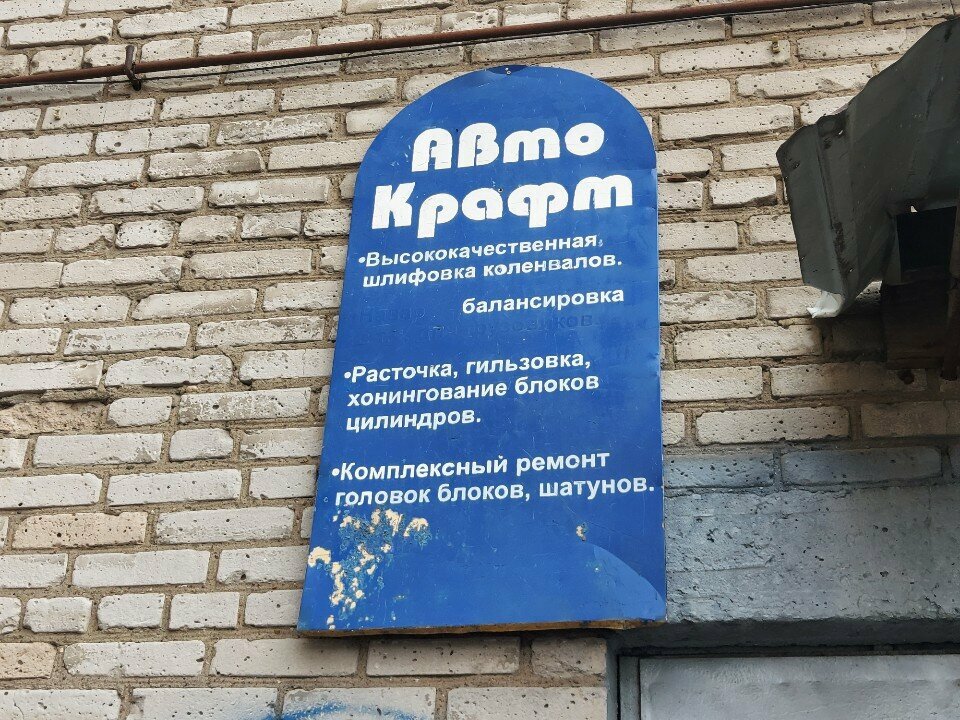 АВто
Крафт
•Высококачественная
шлифовка коленвалов.
балансировка
•Расточка, гильзовка,
хонингование блоков
цилиндров.
•Комплексный ремонт
головок блоков, шатунов.